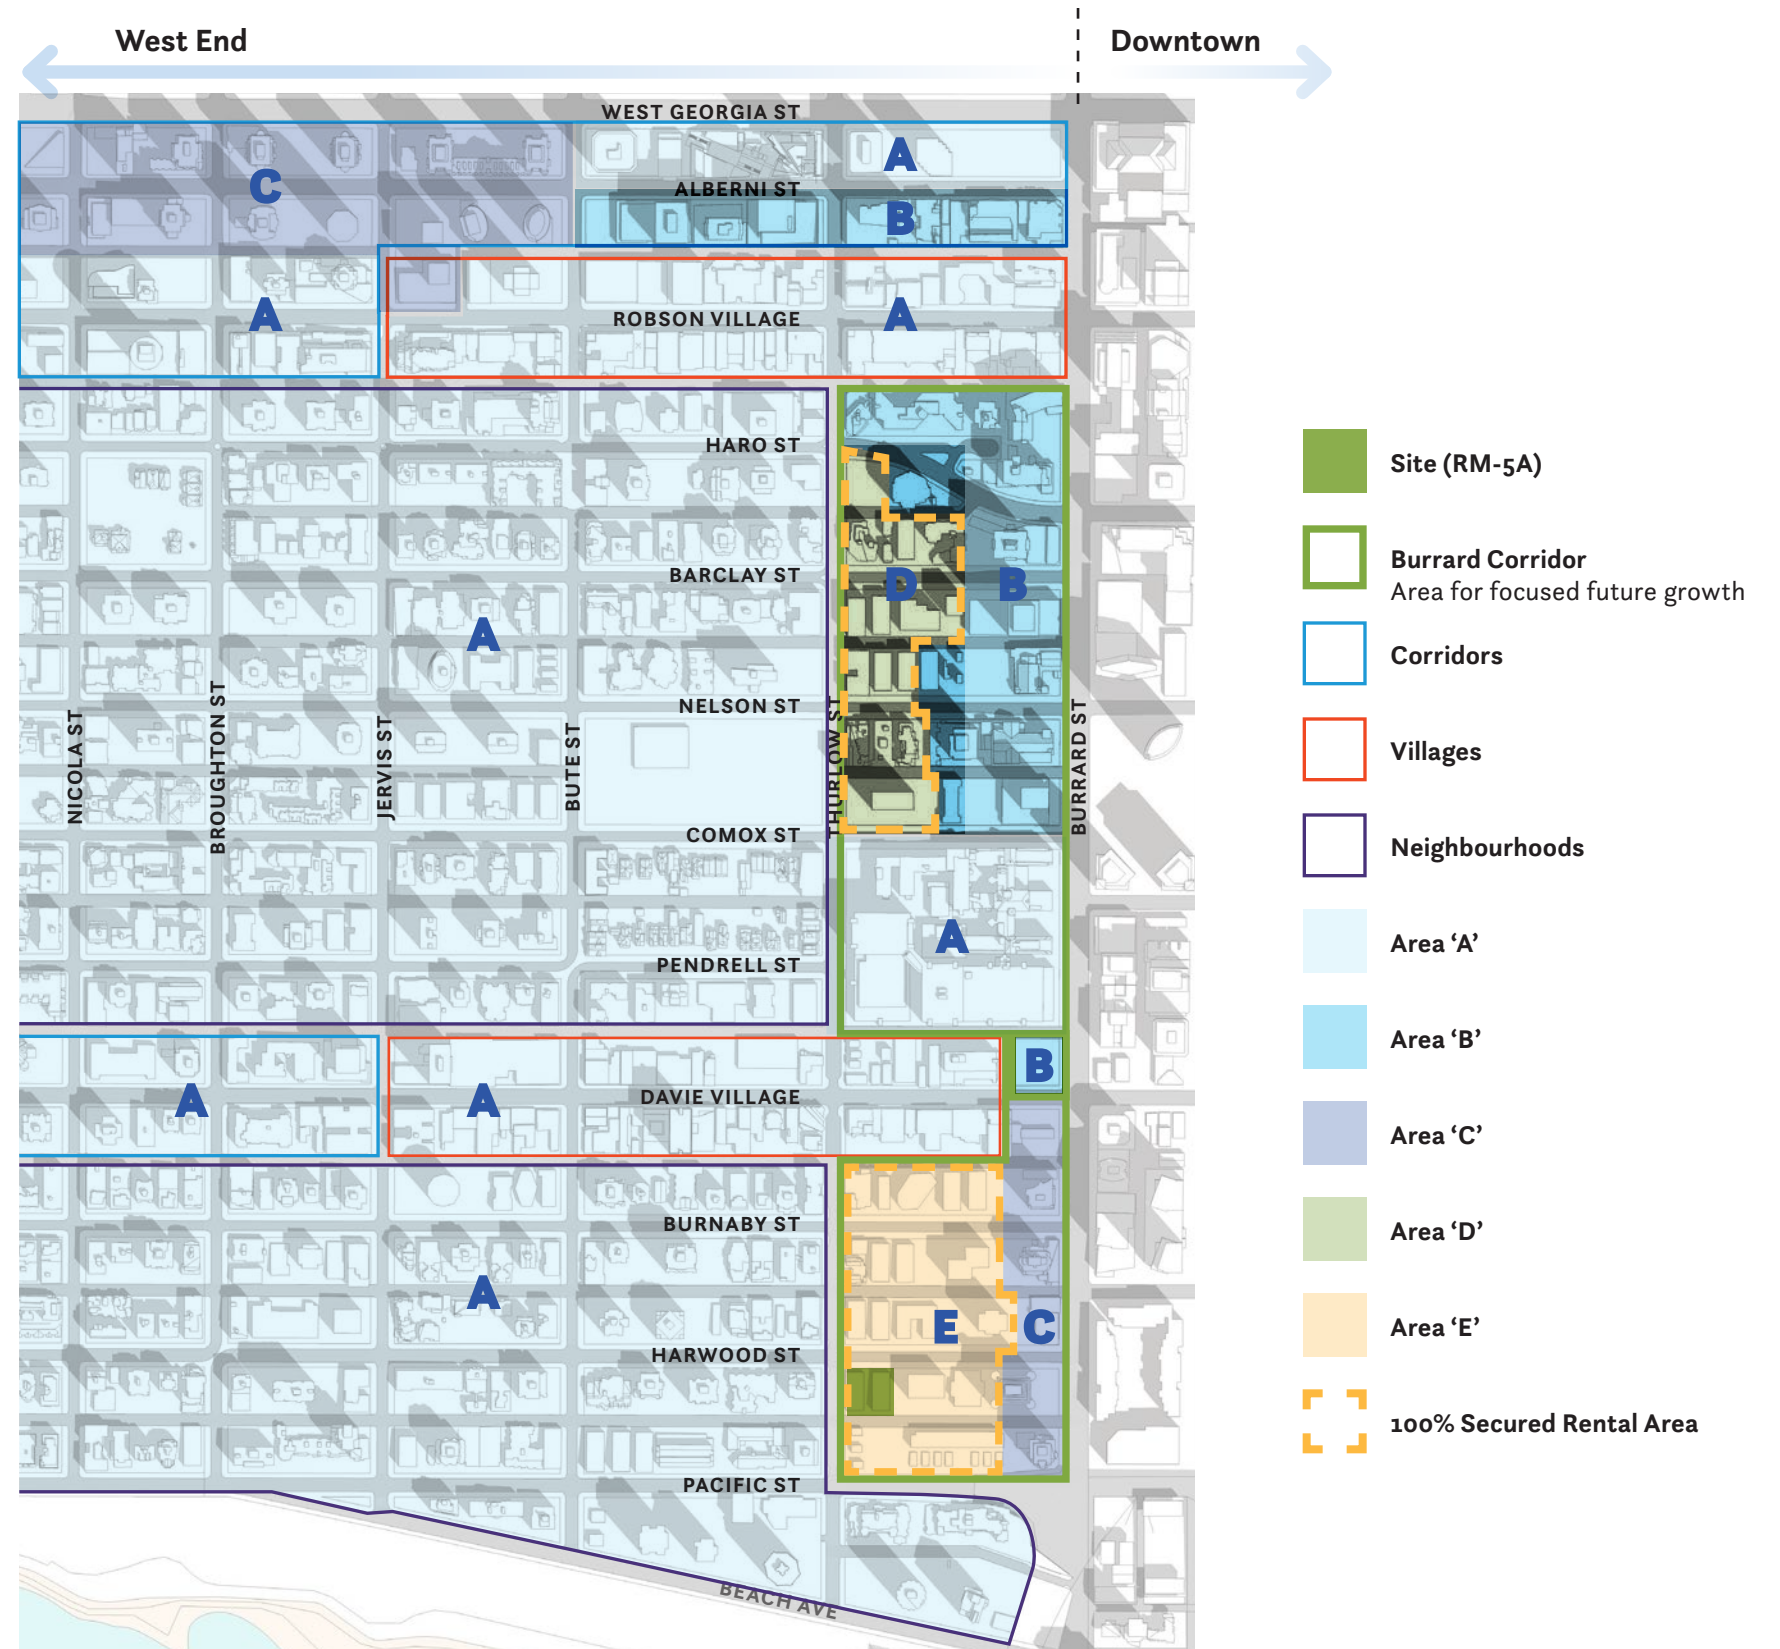 West End
Downtown
WEST GEORGIA ST
A
C
ALBERNI ST
B
A
ROBSON VILLAGE
A
HARO ST
BARCLAY ST
D
B
A
NELSON ST
NICOLA ST
BROUGHTON ST
JERVIS ST
BUTE ST
THURLOW ST
BURRARD ST
COMOX ST
A
PENDRELL ST
B
A
A
DAVIE VILLAGE
BURNABY ST
A
E
C
HARWOOD ST
PACIFIC ST
BEACH AVE
Site (RM-5A)
Burrard Corridor
Area for focused future growth
Corridors
Villages
Neighbourhoods
Area ‘A’
Area ‘B’
Area ‘C’
Area ‘D’
Area ‘E’
100% Secured Rental Area